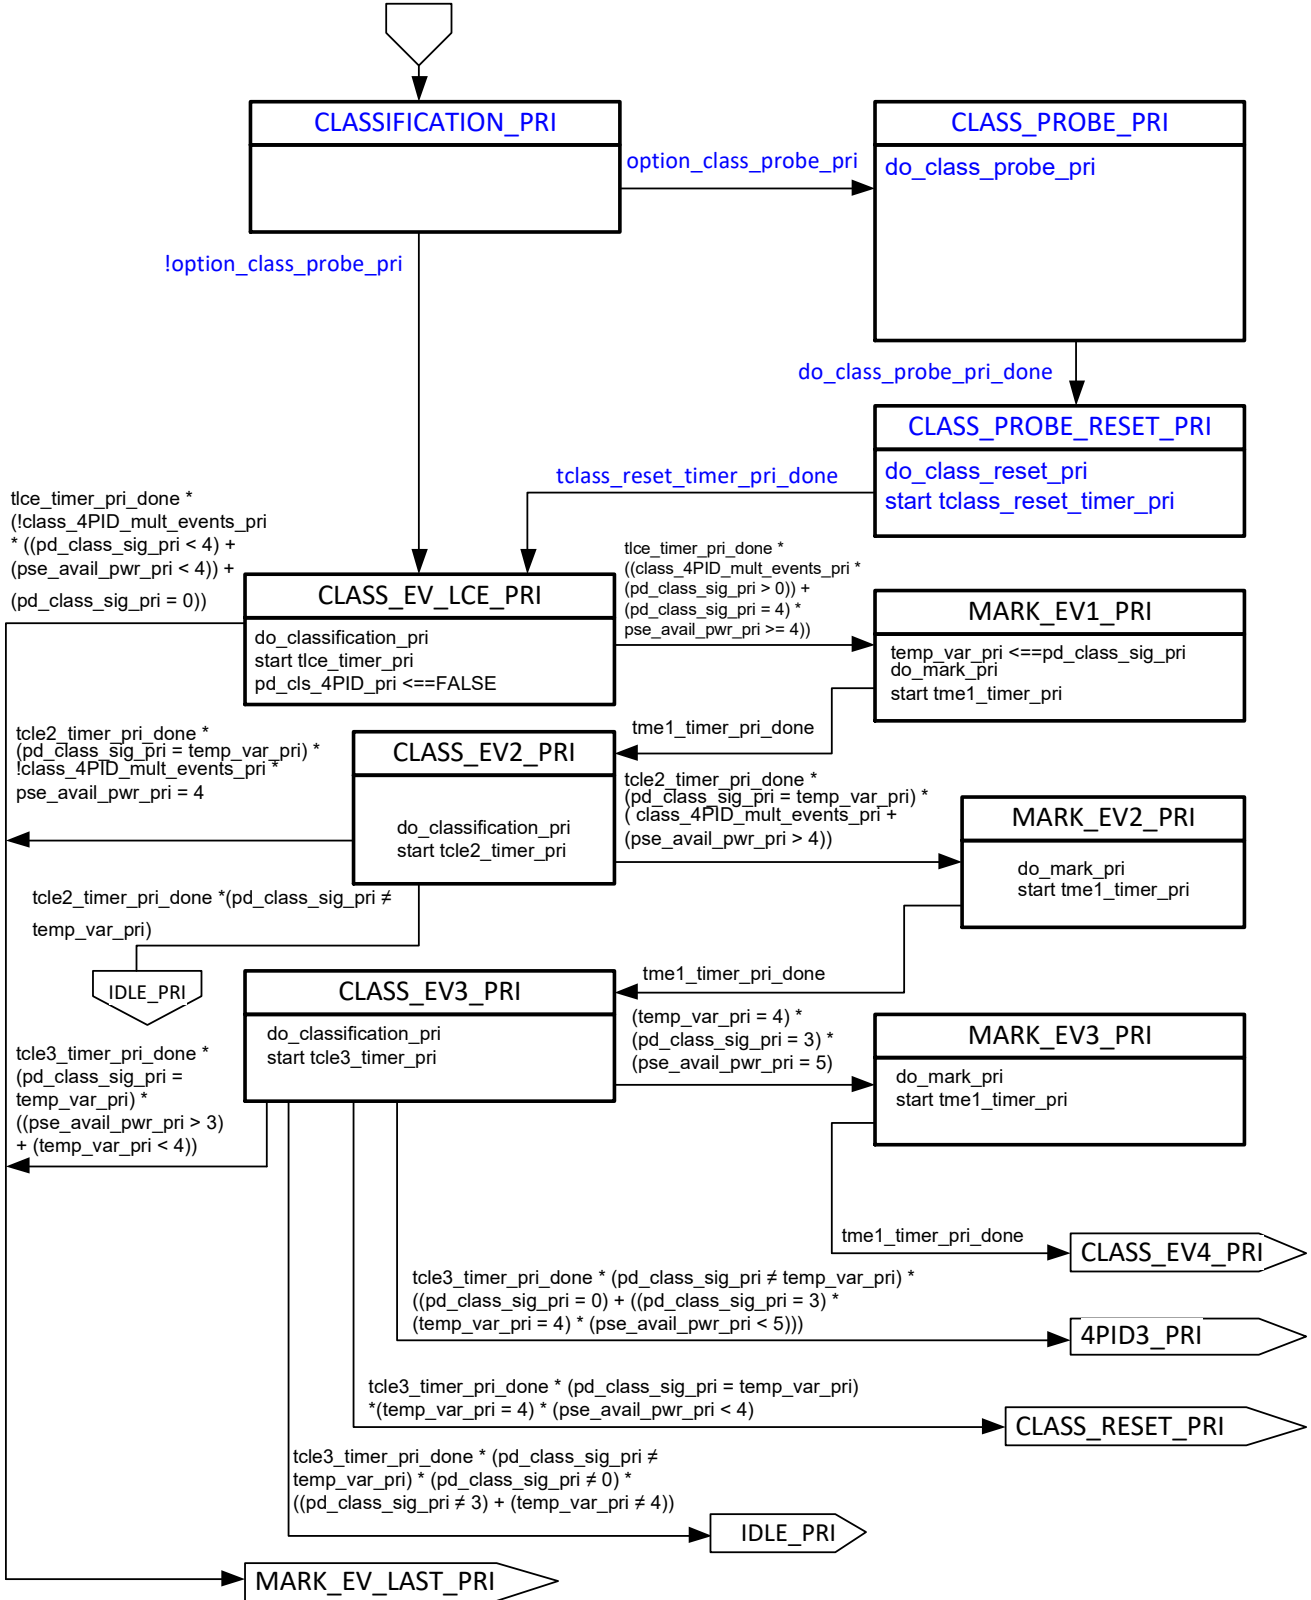 CLASSIFICATION_PRI
CLASS_PROBE_PRI
option_class_probe_pri
do_class_probe_pri
!option_class_probe_pri
do_class_probe_pri_done
CLASS_PROBE_RESET_PRI
do_class_reset_pri
start tclass_reset_timer_pri
tclass_reset_timer_pri_done
tlce_timer_pri_done *
(!class_4PID_mult_events_pri
* ((pd_class_sig_pri < 4) +
(pse_avail_pwr_pri < 4)) +
(pd_class_sig_pri = 0))
CLASS_EV_LCE_PRI
do_classification_pri
start tlce_timer_pri
pd_cls_4PID_pri <==FALSE
tlce_timer_pri_done *
((class_4PID_mult_events_pri *
(pd_class_sig_pri > 0)) +
(pd_class_sig_pri = 4) *
pse_avail_pwr_pri >= 4))
MARK_EV1_PRI
temp_var_pri <==pd_class_sig_pri
do_mark_pri
start tme1_timer_pri
tme1_timer_pri_done
tcle2_timer_pri_done *
(pd_class_sig_pri = temp_var_pri) *
!class_4PID_mult_events_pri *
pse_avail_pwr_pri = 4
CLASS_EV2_PRI
do_classification_pri
start tcle2_timer_pri
tcle2_timer_pri_done *
(pd_class_sig_pri = temp_var_pri) *
( class_4PID_mult_events_pri +
(pse_avail_pwr_pri > 4))
MARK_EV2_PRI
do_mark_pri
start tme1_timer_pri
tcle2_timer_pri_done *(pd_class_sig_pri ≠
temp_var_pri)
IDLE_PRI
tme1_timer_pri_done
CLASS_EV3_PRI
do_classification_pri
start tcle3_timer_pri
(temp_var_pri = 4) *
(pd_class_sig_pri = 3) *
(pse_avail_pwr_pri = 5)
MARK_EV3_PRI
do_mark_pri
start tme1_timer_pri
tcle3_timer_pri_done *
(pd_class_sig_pri =
temp_var_pri) *
((pse_avail_pwr_pri > 3)
+ (temp_var_pri < 4))
tme1_timer_pri_done
CLASS_EV4_PRI
tcle3_timer_pri_done * (pd_class_sig_pri ≠ temp_var_pri) *
((pd_class_sig_pri = 0) + ((pd_class_sig_pri = 3) *
(temp_var_pri = 4) * (pse_avail_pwr_pri < 5)))
4PID3_PRI
tcle3_timer_pri_done * (pd_class_sig_pri = temp_var_pri)
*(temp_var_pri = 4) * (pse_avail_pwr_pri < 4)
CLASS_RESET_PRI
tcle3_timer_pri_done * (pd_class_sig_pri ≠
temp_var_pri) * (pd_class_sig_pri ≠ 0) *
((pd_class_sig_pri ≠ 3) + (temp_var_pri ≠ 4))
IDLE_PRI
MARK_EV_LAST_PRI